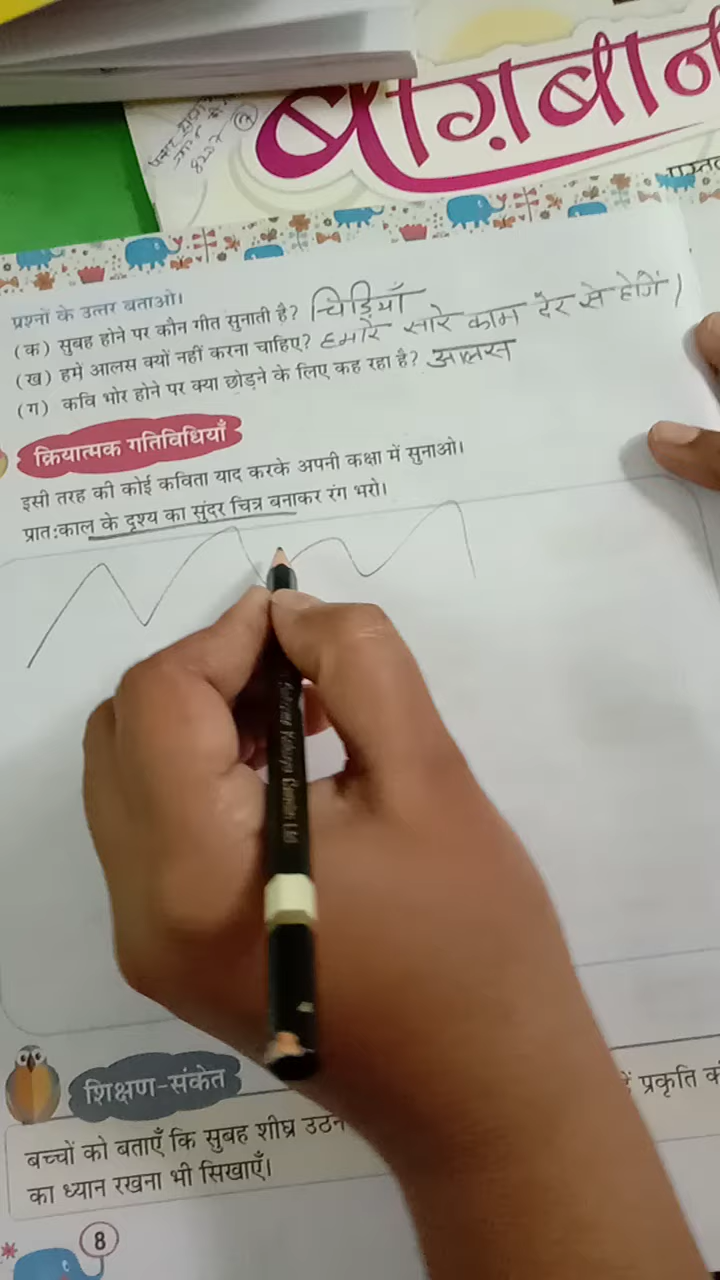 बाग़बान
प्रश्नों के उत्तर बताओ।
(क) सुबह होने पर कौन गीत सुनाती है? चिड़ियाँ
(ख) हमें आलस क्यों नहीं करना चाहिए? हमारे सारे काम देर से होगें।
(ग) कवि भोर होने पर क्या छोड़ने के लिए कह रहा है? आलस
क्रियात्मक गतिविधियाँ
इसी तरह की कोई कविता याद करके अपनी कक्षा में सुनाओ।
प्रात:काल के दृश्य का सुंदर चित्र बनाकर रंग भरो।
शिक्षण-संकेत
बच्चों को बताएँ कि सुबह शीघ्र उठन प्रकृति की
का ध्यान रखना भी सिखाएँ।
8